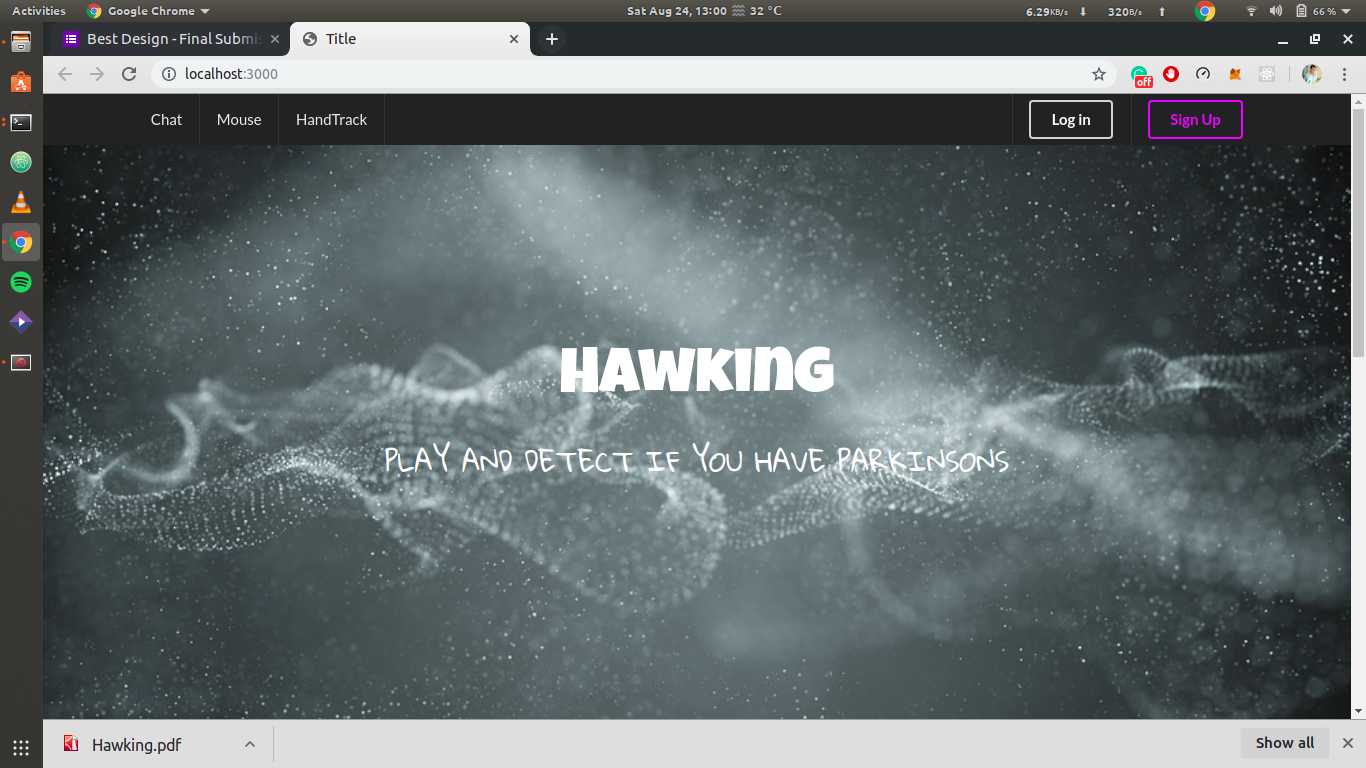 Activities Google Chrome Sat Aug 24, 13:00 32 °C 6.29KB/s 320B/s 66 %
Best Design - Final Submis Title
localhost:3000 off
Chat Mouse HandTrack Log in Sign Up
HAWKING
PLAY AND DETECT IF YOU HAVE PARKINSONS
Hawking.pdf Show all